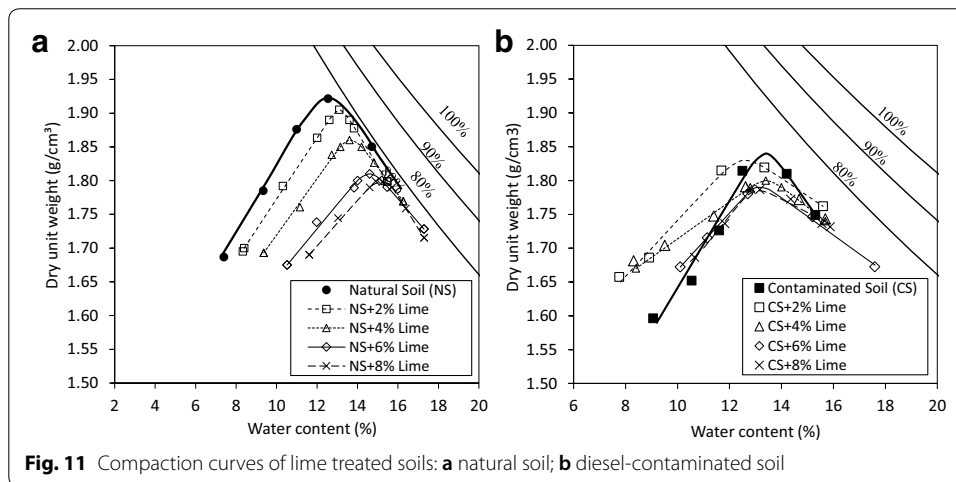 a
Dry unit weight (g/cm³)
2.00
1.95
1.90
1.85
1.80
1.75
1.70
1.65
1.60
1.55
1.50
100%
90%
80%
Natural Soil (NS)
NS+2% Lime
NS+4% Lime
NS+6% Lime
NS+8% Lime
2 4 6 8 10 12 14 16 18 20
Water content (%)
b
Dry unit weight (g/cm3)
2.00
1.95
1.90
1.85
1.80
1.75
1.70
1.65
1.60
1.55
1.50
100%
90%
80%
Contaminated Soil (CS)
CS+2% Lime
CS+4% Lime
CS+6% Lime
CS+8% Lime
6 8 10 12 14 16 18 20
Water content (%)
Fig. 11 Compaction curves of lime treated soils: a natural soil; b diesel-contaminated soil